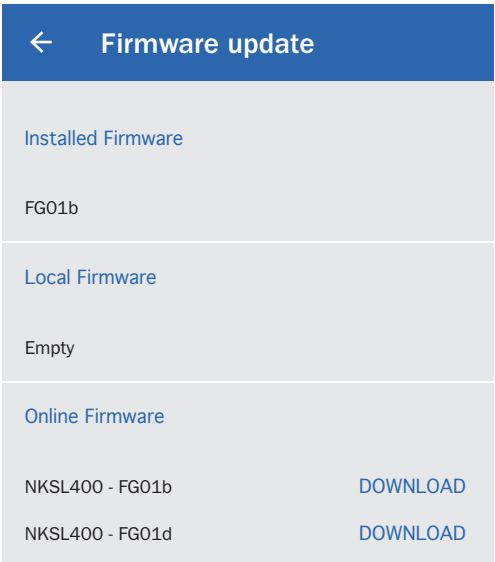 Firmware update
Installed Firmware
FG01b
Local Firmware
Empty
Online Firmware
NKSL400 - FG01b DOWNLOAD
NKSL400 - FG01d DOWNLOAD